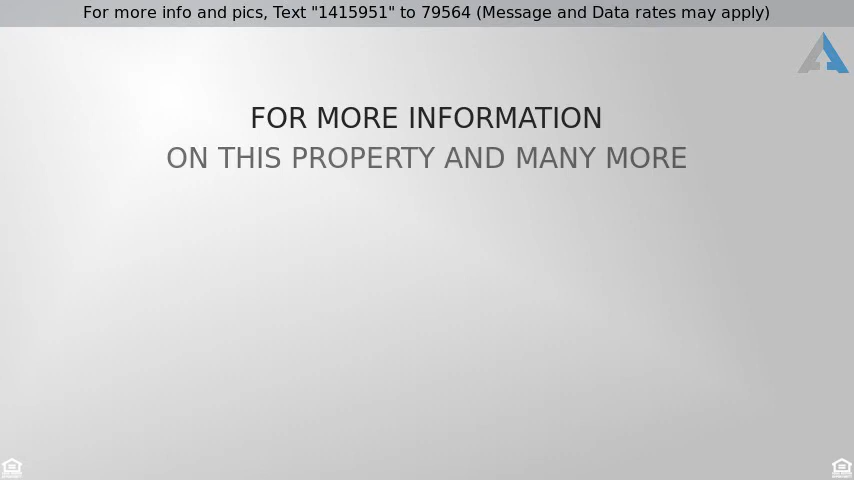 For more info and pics, Text "1415951" to 79564 (Message and Data rates may apply)
FOR MORE INFORMATION
ON THIS PROPERTY AND MANY MORE